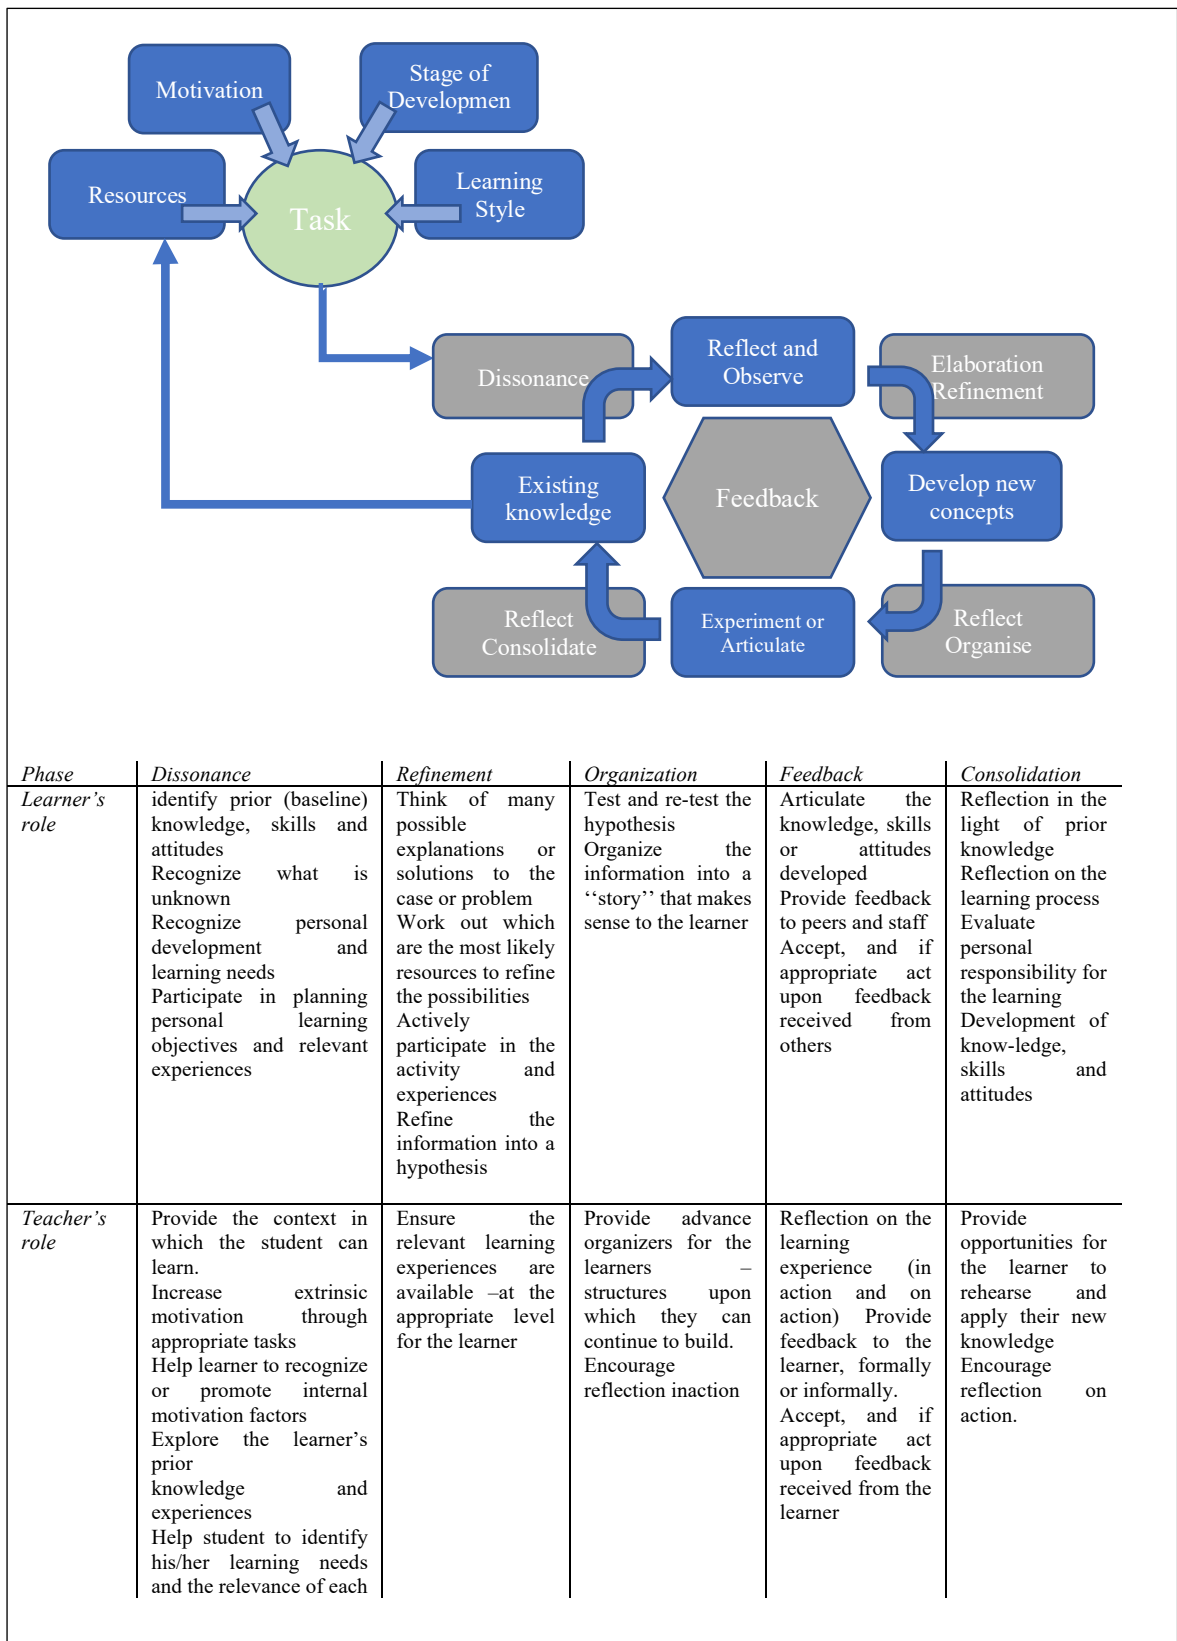 Motivation
Stage of
Developmen
Resources
Learning
Style
Task
Dissonance
Reflect and
Observe
Elaboration
Refinement
Existing
knowledge
Feedback
Develop new
concepts
Reflect
Consolidate
Experiment or
Articulate
Reflect
Organise
Phase
Dissonance
Refinement
Organization
Feedback
Consolidation
Learner's
role
identify prior (baseline)
knowledge, skills and
attitudes
Recognize what is
unknown
Recognize personal
development and
learning needs
Participate in planning
personal learning
objectives and relevant
experiences
Think of many
possible
explanations or
solutions to the
case or problem
Work out which
are the most likely
resources to refine
the possibilities
Actively
participate in the
activity and
experiences
Refine the
information into a
hypothesis
Test and re-test the
hypothesis
Organize the
information into a
‘‘story’’ that makes
sense to the learner
Articulate the
knowledge, skills
or attitudes
developed
Provide feedback
to peers and staff
Accept, and if
appropriate act
upon feedback
received from
others
Reflection in the
light of prior
knowledge
Reflection on the
learning process
Evaluate
personal
responsibility for
the learning
Development of
know-ledge,
skills and
attitudes
Teacher's
role
Provide the context in
which the student can
learn.
Increase extrinsic
motivation through
appropriate tasks
Help learner to recognize
or promote internal
motivation factors
Explore the learner's
prior
knowledge and
experiences
Help student to identify
his/her learning needs
and the relevance of each
Ensure the
relevant learning
experiences are
available –at the
appropriate level
for the learner
Provide advance
organizers for the
learners –
structures upon
which they can
continue to build.
Encourage
reflection inaction
Reflection on the
learning
experience (in
action and on
action) Provide
feedback to the
learner, formally
or informally.
Accept, and if
appropriate act
upon feedback
received from the
learner
Provide
opportunities for
the learner to
rehearse and
apply their new
knowledge
Encourage
reflection on
action.